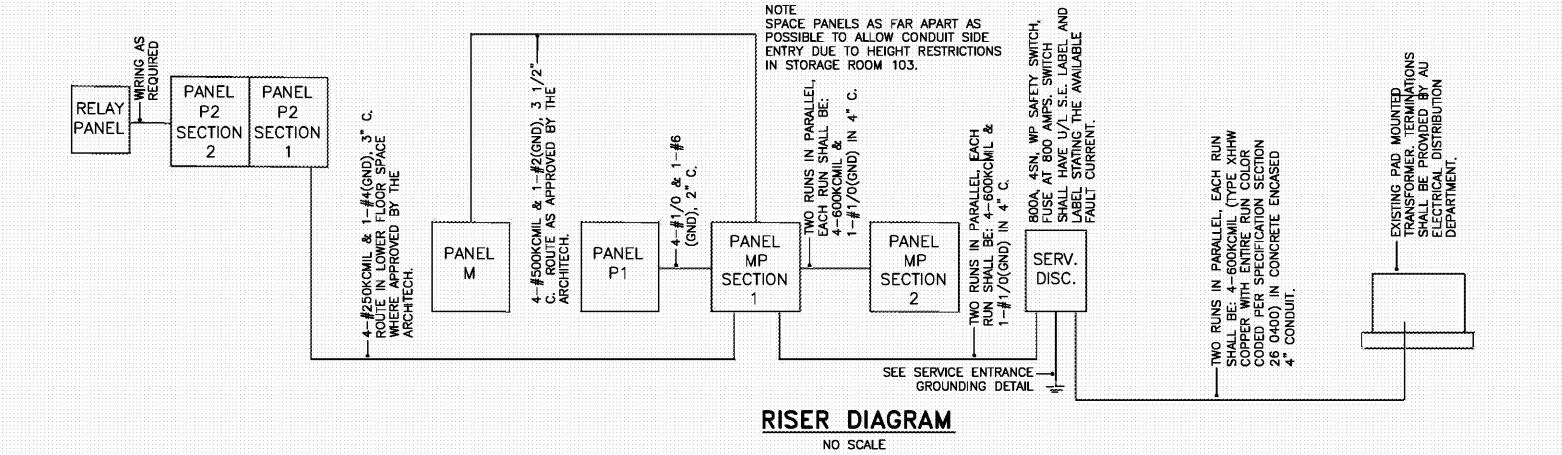 NOTE
SPACE PANELS AS FAR APART AS
POSSIBLE TO ALLOW CONDUIT SIDE
ENTRY DUE TO HEIGHT RESTRICTIONS
IN STORAGE ROOM 103.
RELAY
PANEL
WIRING AS
REQUIRED
PANEL
P2
SECTION
2
PANEL
P2
SECTION
1
4-#250KCMIL & 1-#4(GND), 3" C.
ROUTE IN LOWER FLOOR SPACE
WHERE APPROVED BY THE
ARCHITECH.
PANEL
M
4-#500KCMIL & 1-#2(GND), 3 1/2"
C. ROUTE AS APPROVED BY THE
ARCHITECH.
PANEL
P1
4-#1/0 & 1-#6
(GND), 2" C.
PANEL
MP
SECTION
1
TWO RUNS IN PARALLEL,
EACH RUN SHALL BE:
4-600KCMIL &
1-#1/0(GND) IN 4" C.
PANEL
MP
SECTION
2
TWO RUNS IN PARALLEL, EACH
RUN SHALL BE: 4-600KCMIL &
1-#1/0(GND) IN 4" C.
800A, 4SN, WP SAFETY SWITCH,
FUSE AT 800 AMPS. SWITCH
SHALL HAVE U/L S.E. LABEL AND
LABEL STATING THE AVAILABLE
FAULT CURRENT.
SERV.
DISC.
SEE SERVICE ENTRANCE
GROUNDING DETAIL
TWO RUNS IN PARALLEL, EACH RUN
SHALL BE: 4-600KCMIL (TYPE XHHW
COPPER WITH ENTIRE RUN COLOR
CODED PER SPECIFICATION SECTION
26 0400) IN CONCRETE ENCASED
4" CONDUIT.
EXISTING PAD MOUNTED
TRANSFORMER. TERMINATIONS
SHALL BE PROVIDED BY AU
ELECTRICAL DISTRIBUTION
DEPARTMENT.
RISER DIAGRAM
NO SCALE